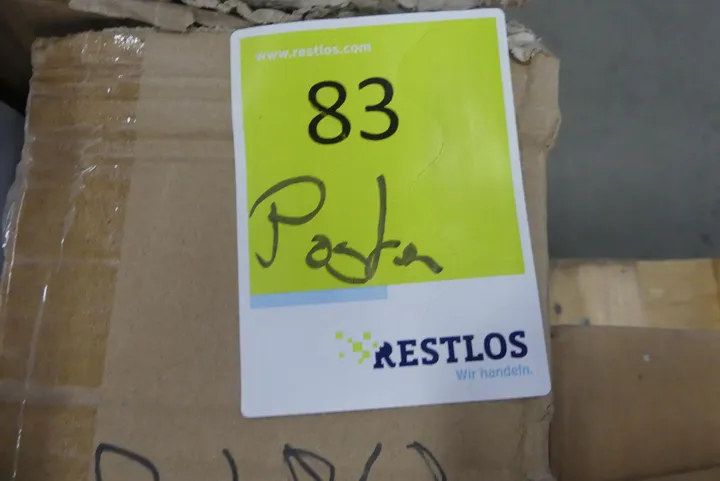 www.restlos.com
83
Posten
RESTLOS
Wir handeln.